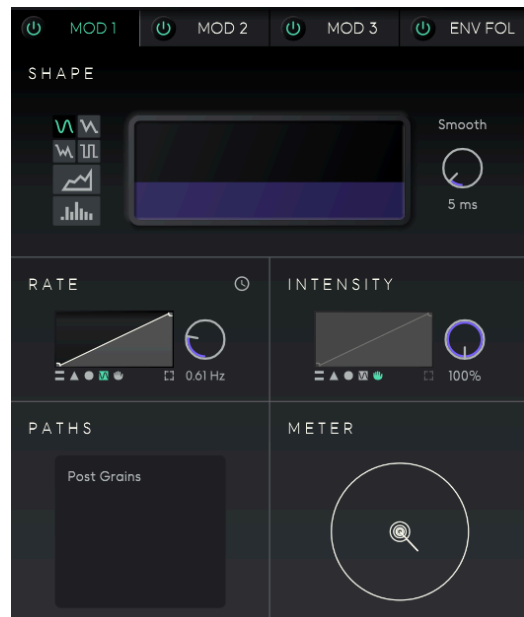 MOD 1 MOD 2 MOD 3 ENV FOL
SHAPE
Smooth
5 ms
RATE
0.61 Hz
INTENSITY
100%
PATHS
Post Grains
METER